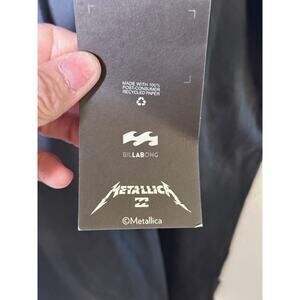 MADE WITH 100%
POST-CONSUMER
RECYCLED PAPER
BILLABONG
METALLICA
©Metallica